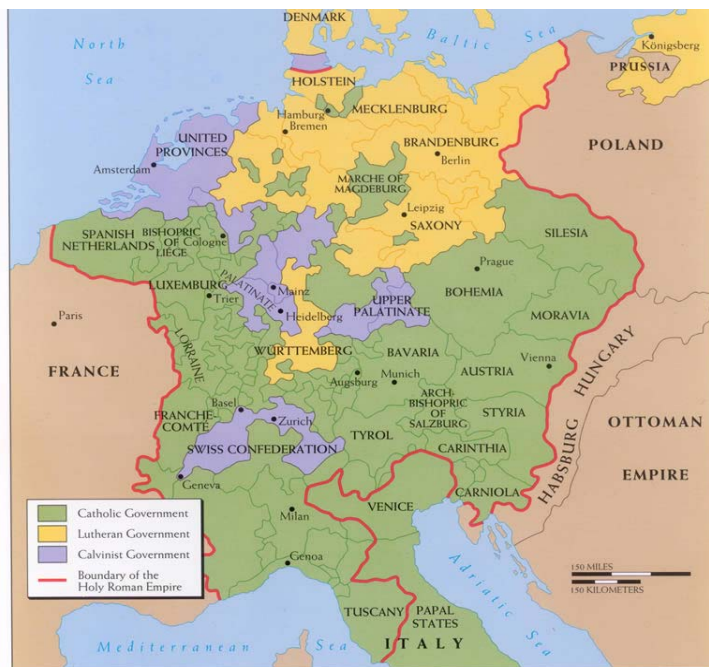 DENMARK
North
Sea
Baltic Sea
Königsberg
PRUSSIA
HOLSTEIN
Hamburg
MECKLENBURG
Bremen
UNITED
PROVINCES
Amsterdam
BRANDENBURG
Berlin
POLAND
MARCHE OF
MAGDEBURG
Leipzig
SAXONY
SPANISH
NETHERLANDS
BISHOPRIC
OF
LIÉGE
Cologne
SILESIA
Prague
BOHEMIA
LUXEMBURG
Trier
PALATINATE
Mainz
Heidelberg
UPPER
PALATINATE
MORAVIA
Paris
FRANCE
LORRAINE
WÜRTTEMBERG
BAVARIA
Augsburg
Munich
AUSTRIA
Vienna
HABSBURG HUNGARY
OTTOMAN
EMPIRE
FRANCHE-
COMTÉ
Basel
Zurich
SWISS CONFEDERATION
Geneva
TYROL
ARCH-
BISHOPRIC
OF
SALZBURG
STYRIA
CARINTHIA
CARNIOLA
VENICE
Milan
Genoa
TUSCANY
PAPAL
STATES
ITALY
Adriatic Sea
Mediterranean Sea
Catholic Government
Lutheran Government
Calvinist Government
Boundary of the
Holy Roman Empire
150 MILES
150 KILOMETERS